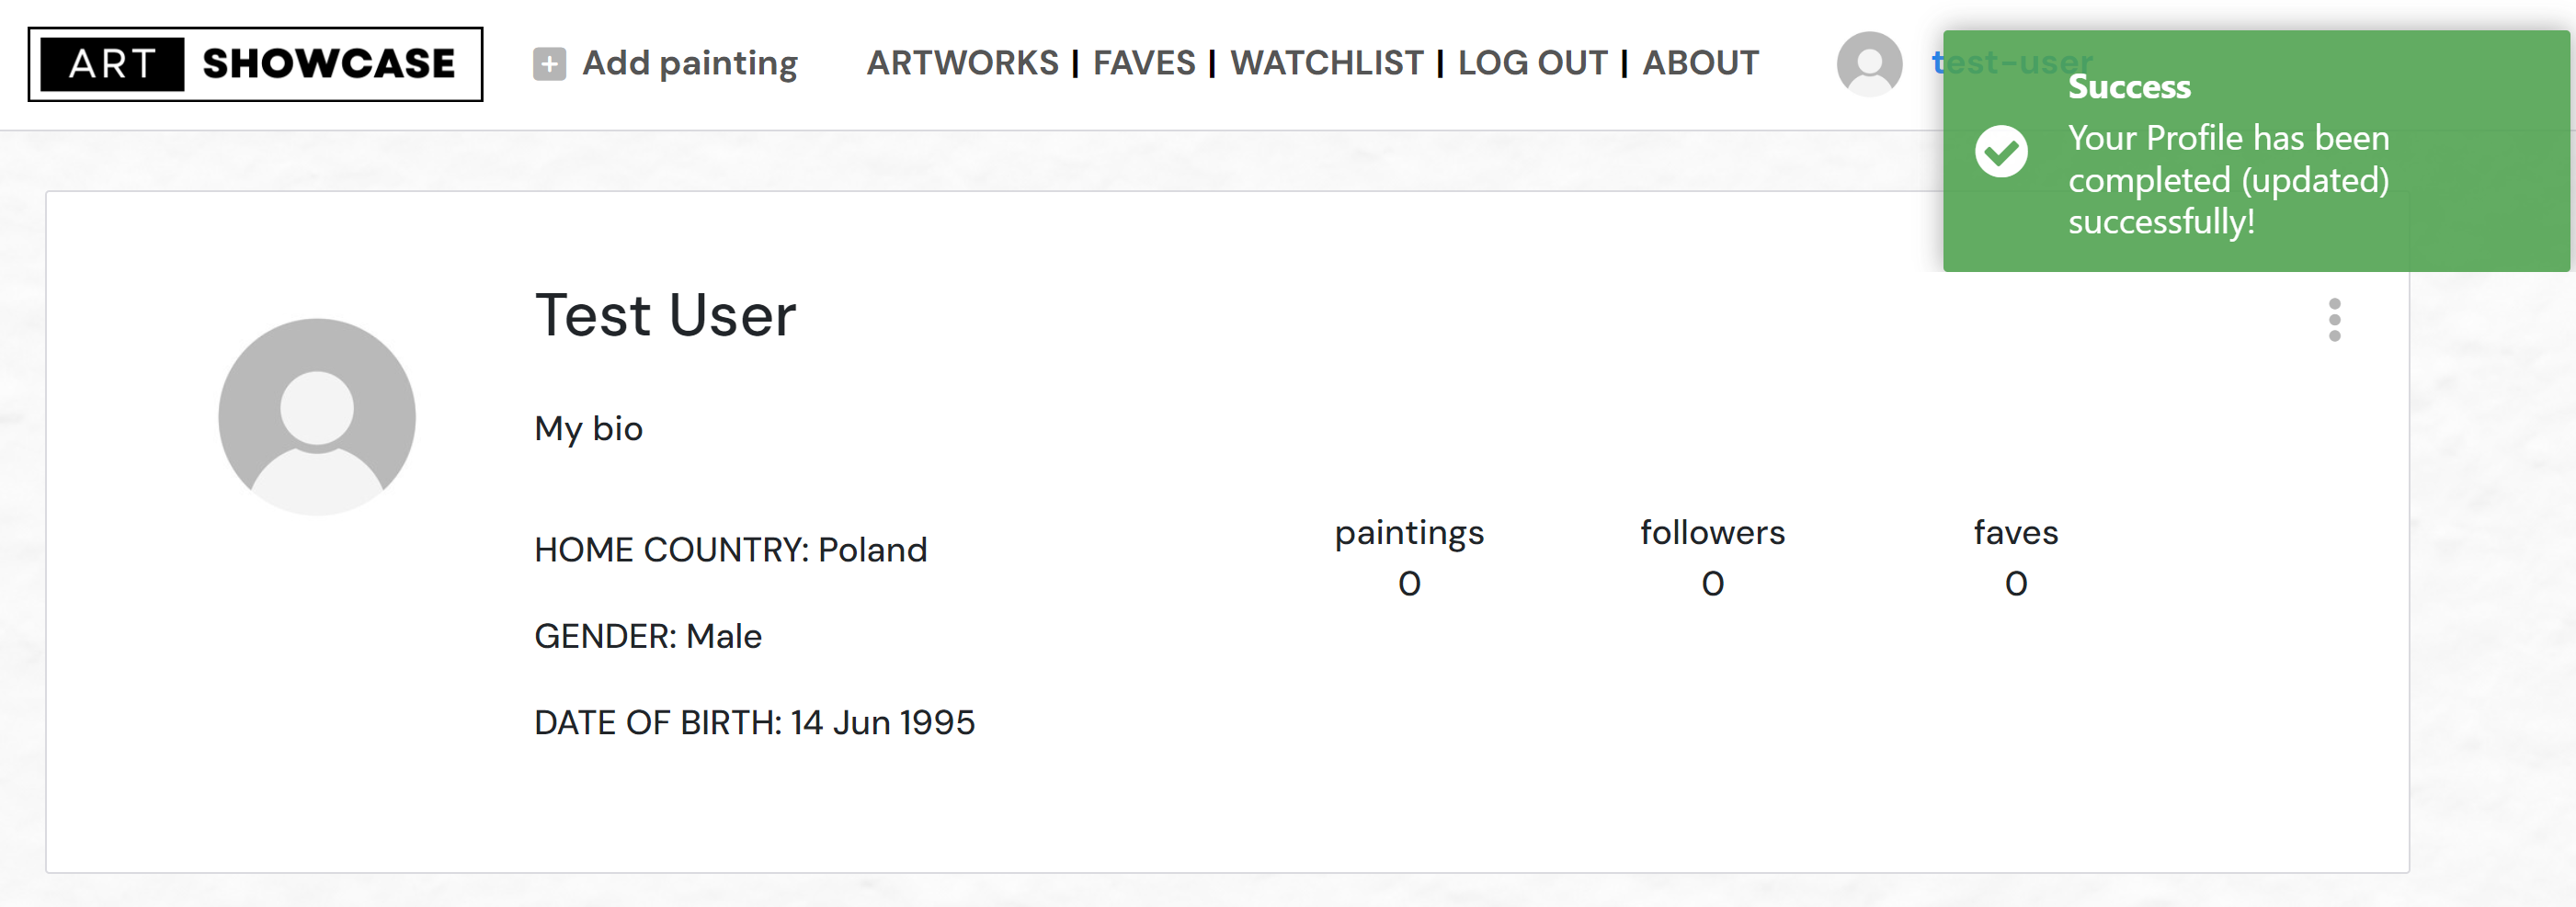 ART SHOWCASE
Add painting
ARTWORKS | FAVES | WATCHLIST | LOG OUT | ABOUT
test-user
Success
Your Profile has been
completed (updated)
successfully!
Test User
My bio
HOME COUNTRY: Poland
GENDER: Male
DATE OF BIRTH: 14 Jun 1995
paintings followers faves
0 0 0